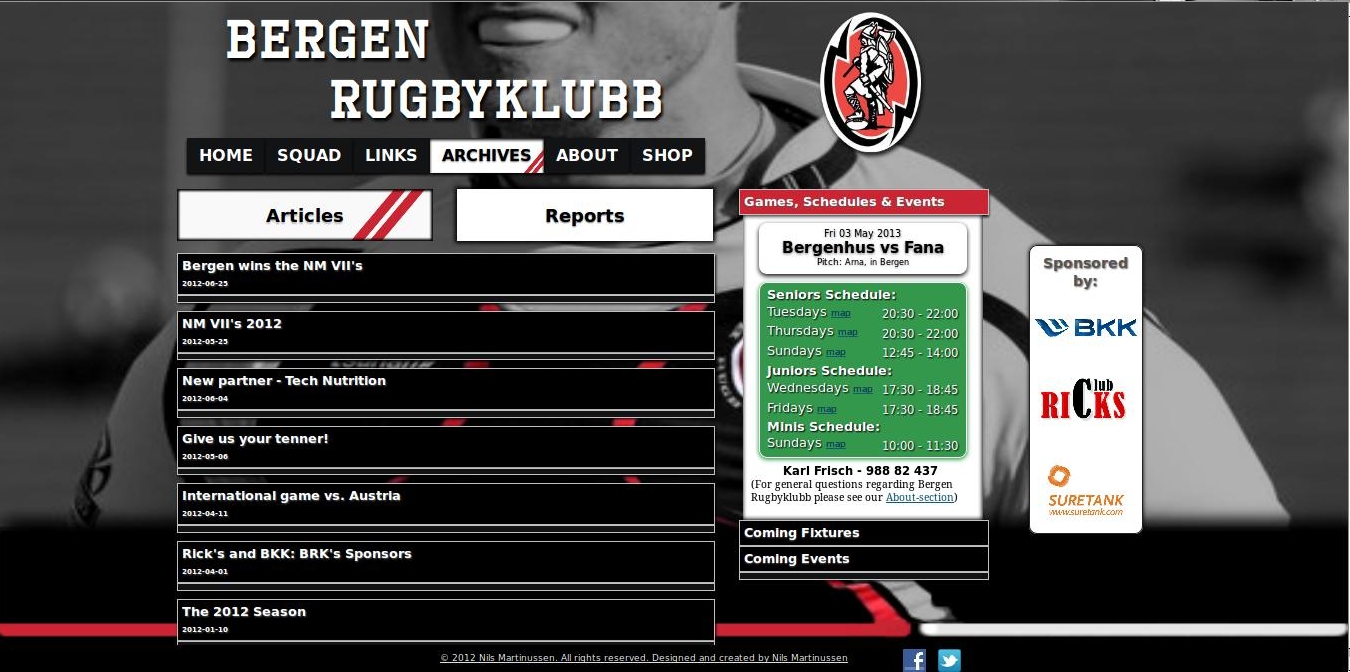 BERGEN
RUGBYKLUBB
HOME SQUAD LINKS ARCHIVES ABOUT SHOP
Articles Reports
Bergen wins the NM VII's
2012-06-25
NM VII's 2012
2012-05-25
New partner - Tech Nutrition
2012-06-04
Give us your tenner!
2012-05-06
International game vs. Austria
2012-04-11
Rick's and BKK: BRK's Sponsors
2012-04-01
The 2012 Season
2012-01-10
Games, Schedules & Events
Fri 03 May 2013
Bergenhus vs Fana
Pitch: Arna, in Bergen
Seniors Schedule:
Tuesdays map 20:30 - 22:00
Thursdays map 20:30 - 22:00
Sundays map 12:45 - 14:00
Juniors Schedule:
Wednesdays map 17:30 - 18:45
Fridays map 17:30 - 18:45
Minis Schedule:
Sundays map 10:00 - 11:30
Karl Frisch - 988 82 437
(For general questions regarding Bergen
Rugbyklubb please see our About-section)
Coming Fixtures
Coming Events
Sponsored
by:
BKK
Club
RICKS
SURETANK
www.suretank.com
© 2012 Nils Martinussen. All rights reserved. Designed and created by Nils Martinussen